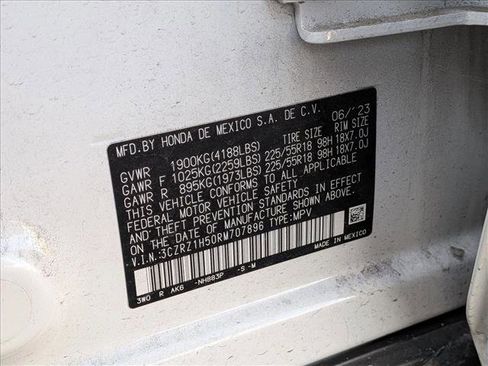 MFD.BY HONDA DE MEXICO S.A. DE C.V. 06/'23
GVWR 1900KG(4188LBS) TIRE SIZE RIM SIZE
GAWR F 1025KG(2259LBS) 225/55R18 98H 18X7.0J
GAWR R 895KG(1973LBS) 225/55R18 98H 18X7.0J
THIS VEHICLE CONFORMS TO ALL APPLICABLE
FEDERAL MOTOR VEHICLE SAFETY
STANDARDS IN EFFECT ON THE
DATE OF MANUFACTURE SHOWN ABOVE.
V.I.N.:3CZRZ1H50RM707896 TYPE:MPV
3W0 R AK6 -NH883P -S -M
MADE IN MEXICO